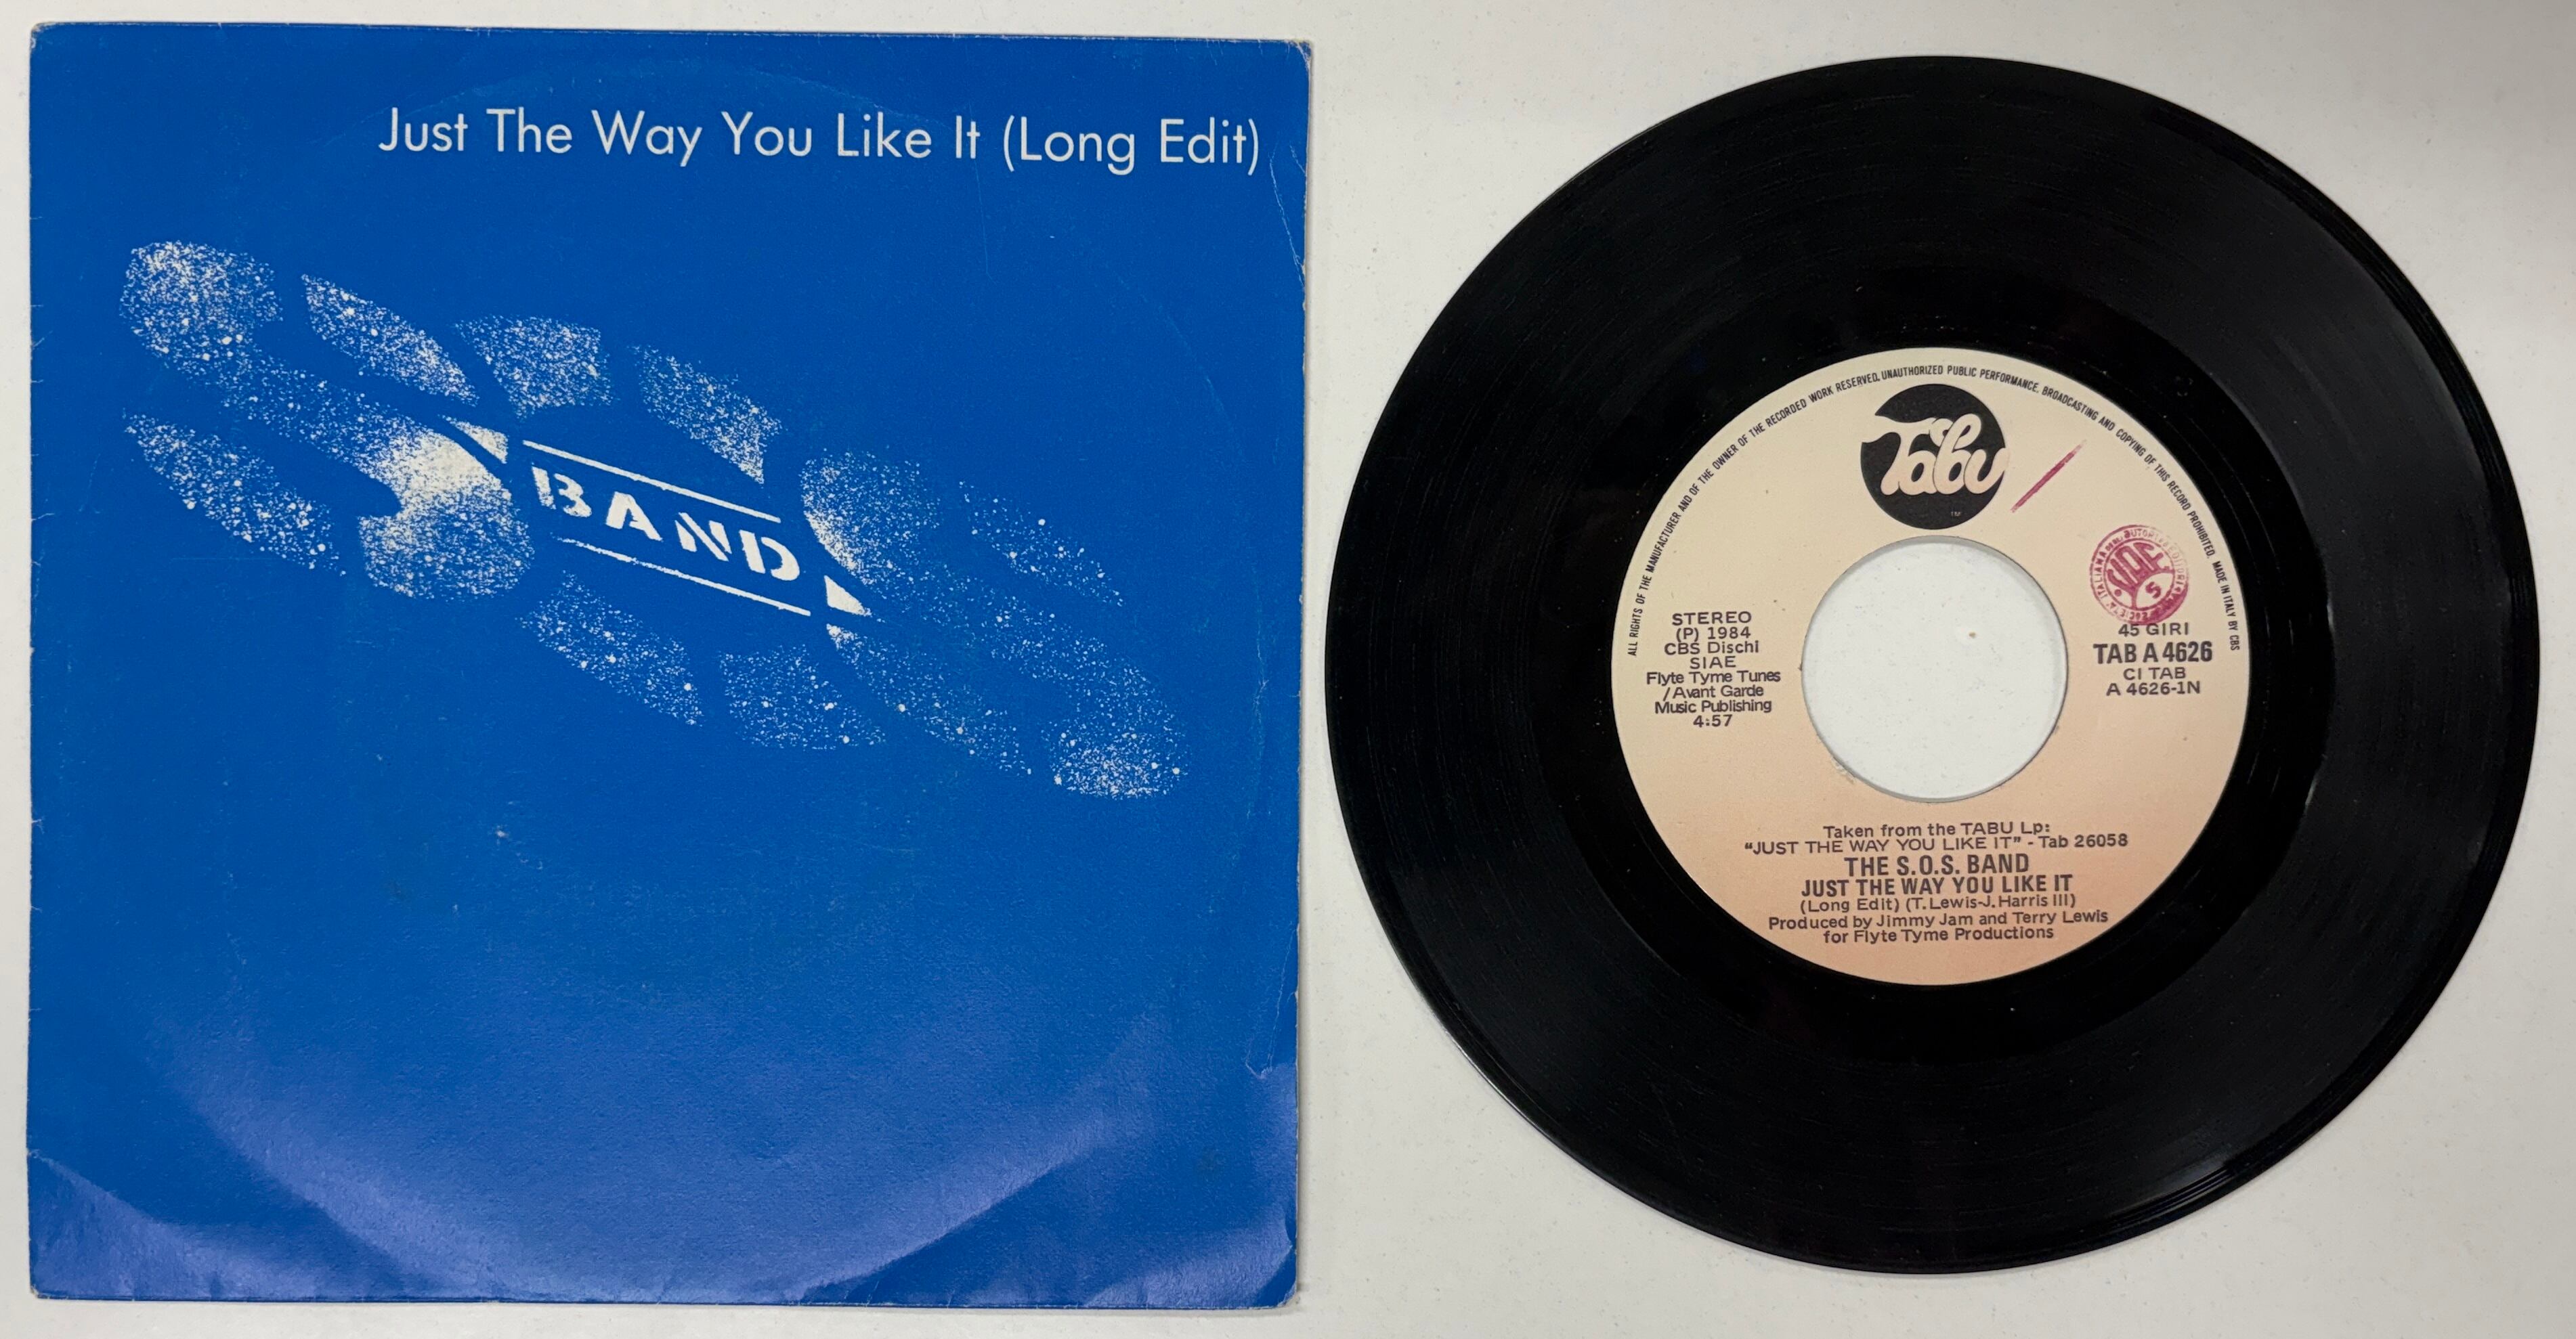 Just The Way You Like It (Long Edit)
S.O.S.
BAND
ALL RIGHTS OF THE MANUFACTURER AND OF THE OWNER OF THE RECORDED WORK RESERVED. UNAUTHORIZED PUBLIC PERFORMANCE, BROADCASTING AND COPYING OF THIS RECORD PROHIBITED. MADE IN ITALY BY CBS
Tabu
STEREO
(P) 1984
CBS Dischi
SIAE
Flyte Tyme Tunes
/Avant Garde
Music Publishing
4:57
SIAE
5
45 GIRI
TAB A 4626
CI TAB
A 4626-1N
Taken from the TABU Lp:
“JUST THE WAY YOU LIKE IT” - Tab 26058
THE S.O.S. BAND
JUST THE WAY YOU LIKE IT
(Long Edit) (T. Lewis-J. Harris III)
Produced by Jimmy Jam and Terry Lewis
for Flyte Tyme Productions